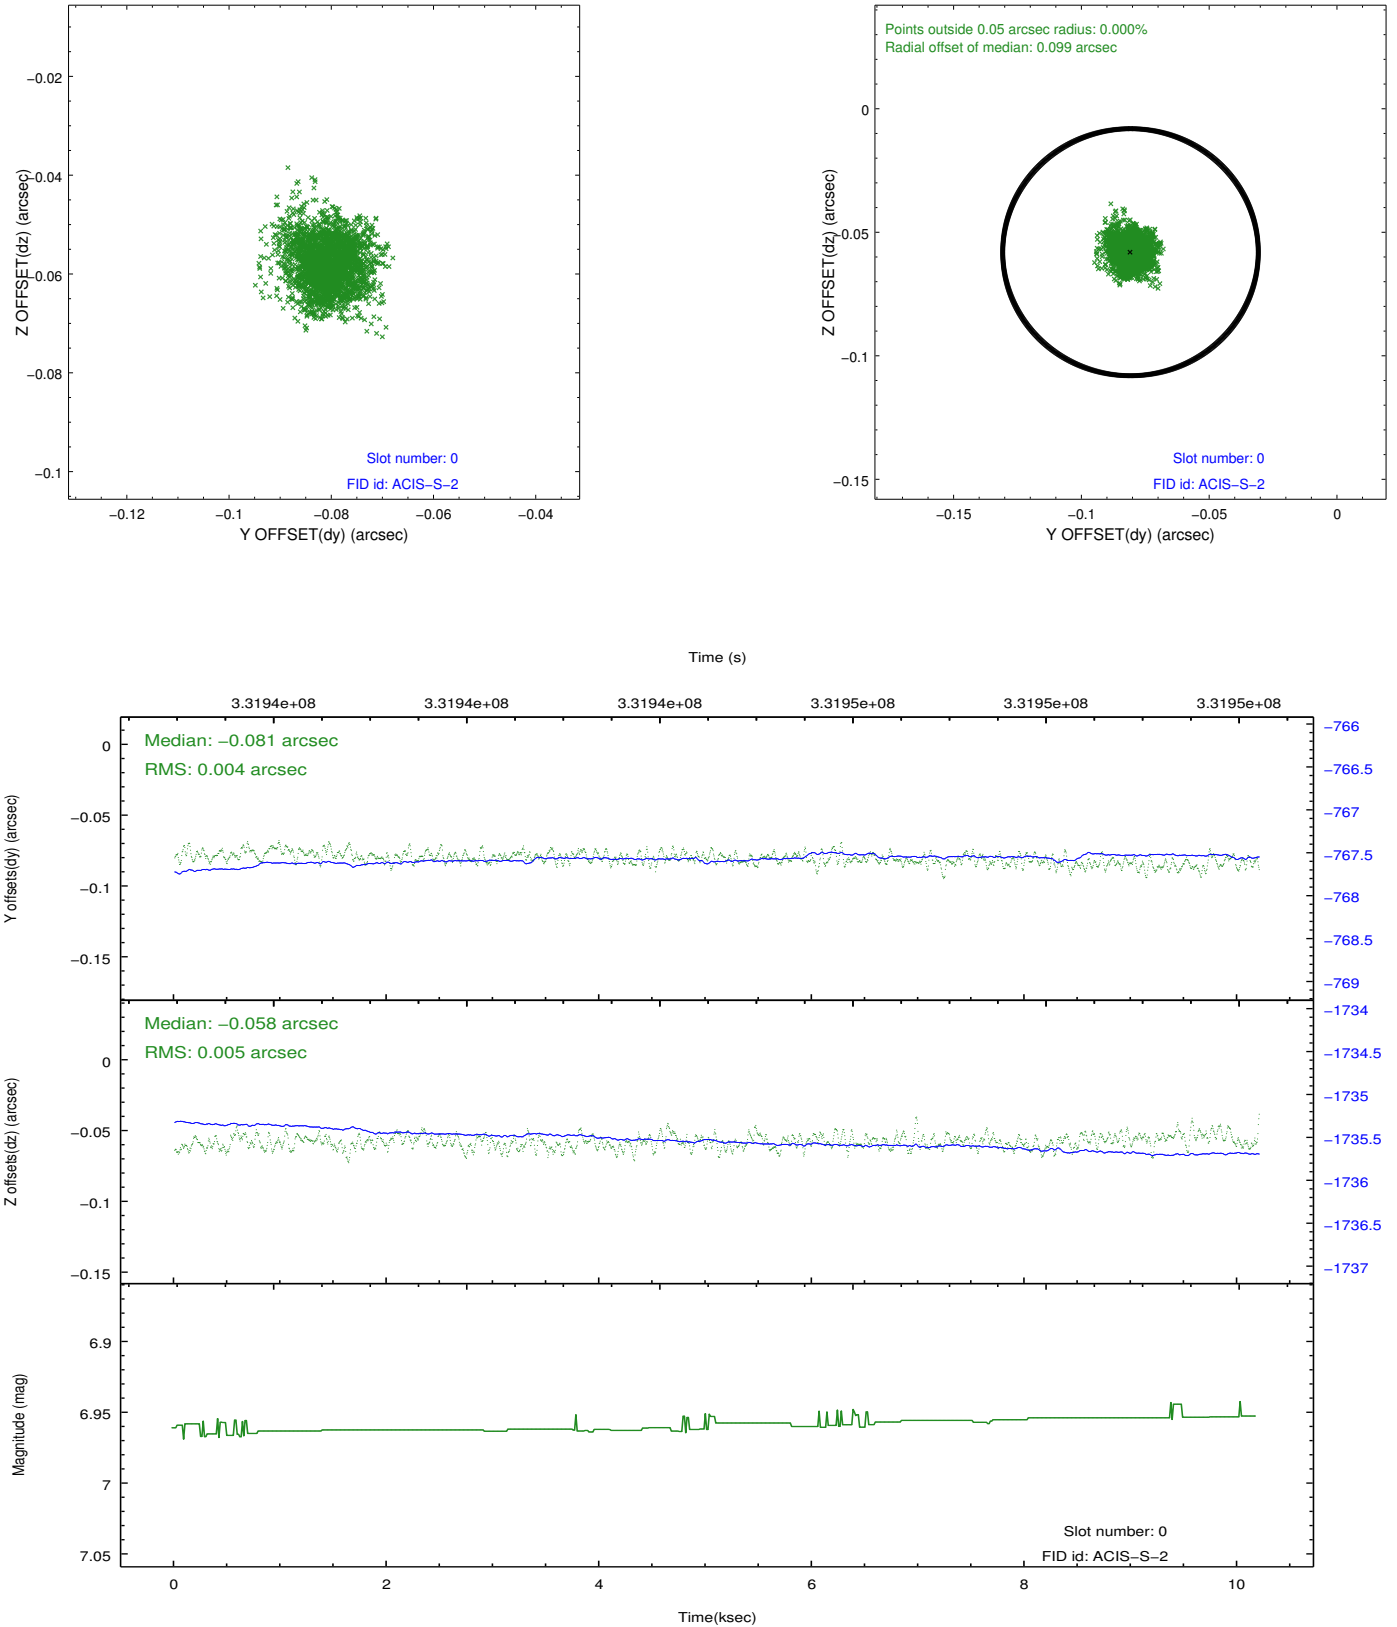 −0.02
−0.04
−0.06
−0.08
−0.1
Z OFFSET(dz) (arcsec)
Slot number: 0
FID id: ACIS−S−2
−0.12
−0.1
−0.08
−0.06
−0.04
Y OFFSET(dy) (arcsec)
Points outside 0.05 arcsec radius: 0.000%
Radial offset of median: 0.099 arcsec
0
−0.05
−0.1
−0.15
Z OFFSET(dz) (arcsec)
Slot number: 0
FID id: ACIS−S−2
−0.15
−0.1
−0.05
0
Y OFFSET(dy) (arcsec)
Time (s)
3.3194e+08
3.3194e+08
3.3194e+08
3.3195e+08
3.3195e+08
3.3195e+08
Median: −0.081 arcsec
RMS: 0.004 arcsec
0
−0.05
−0.1
−0.15
Y offsets(dy) (arcsec)
−766
−766.5
−767
−767.5
−768
−768.5
−769
Median: −0.058 arcsec
RMS: 0.005 arcsec
0
−0.05
−0.1
−0.15
Z offsets(dz) (arcsec)
−1734
−1734.5
−1735
−1735.5
−1736
−1736.5
−1737
6.9
6.95
7
7.05
Magnitude (mag)
Slot number: 0
FID id: ACIS−S−2
0
2
4
6
8
10
Time(ksec)